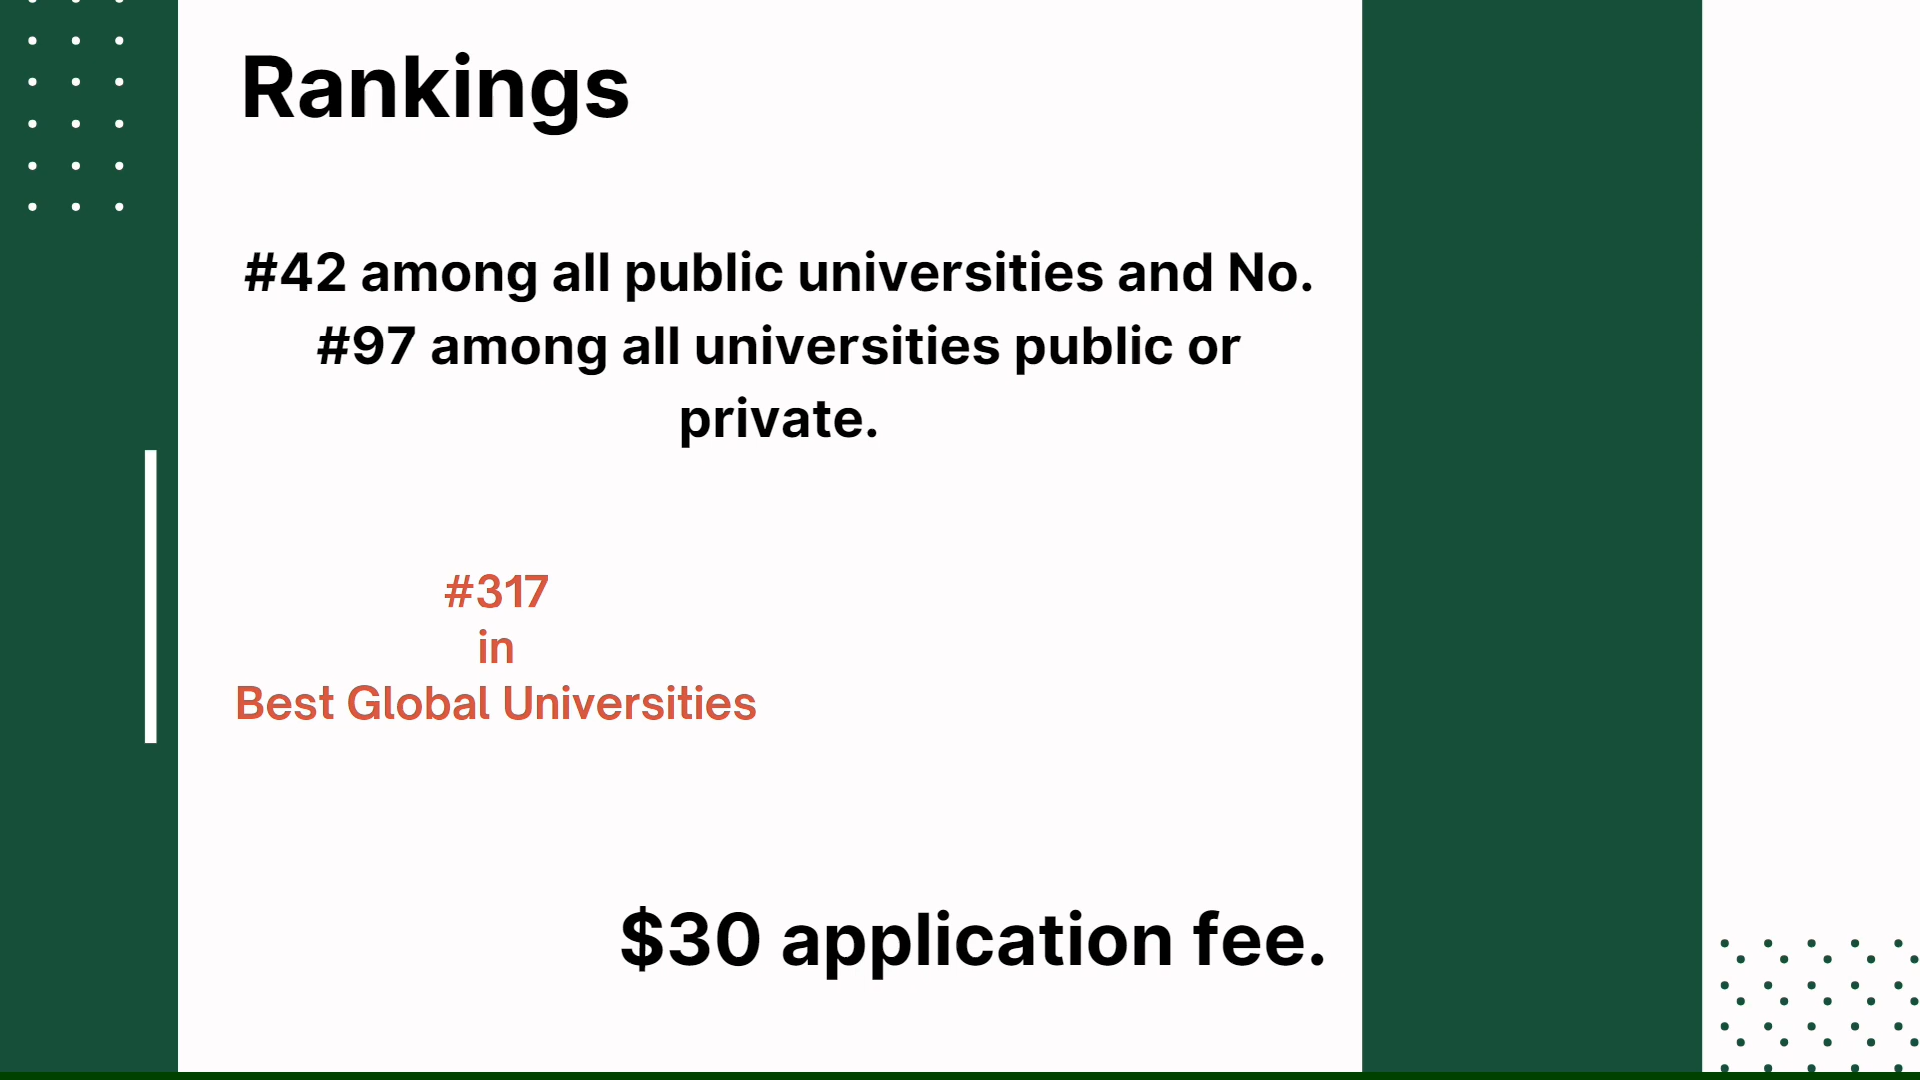 Rankings
#42 among all public universities and No.
#97 among all universities public or
private.
#317
in
Best Global Universities
$30 application fee.